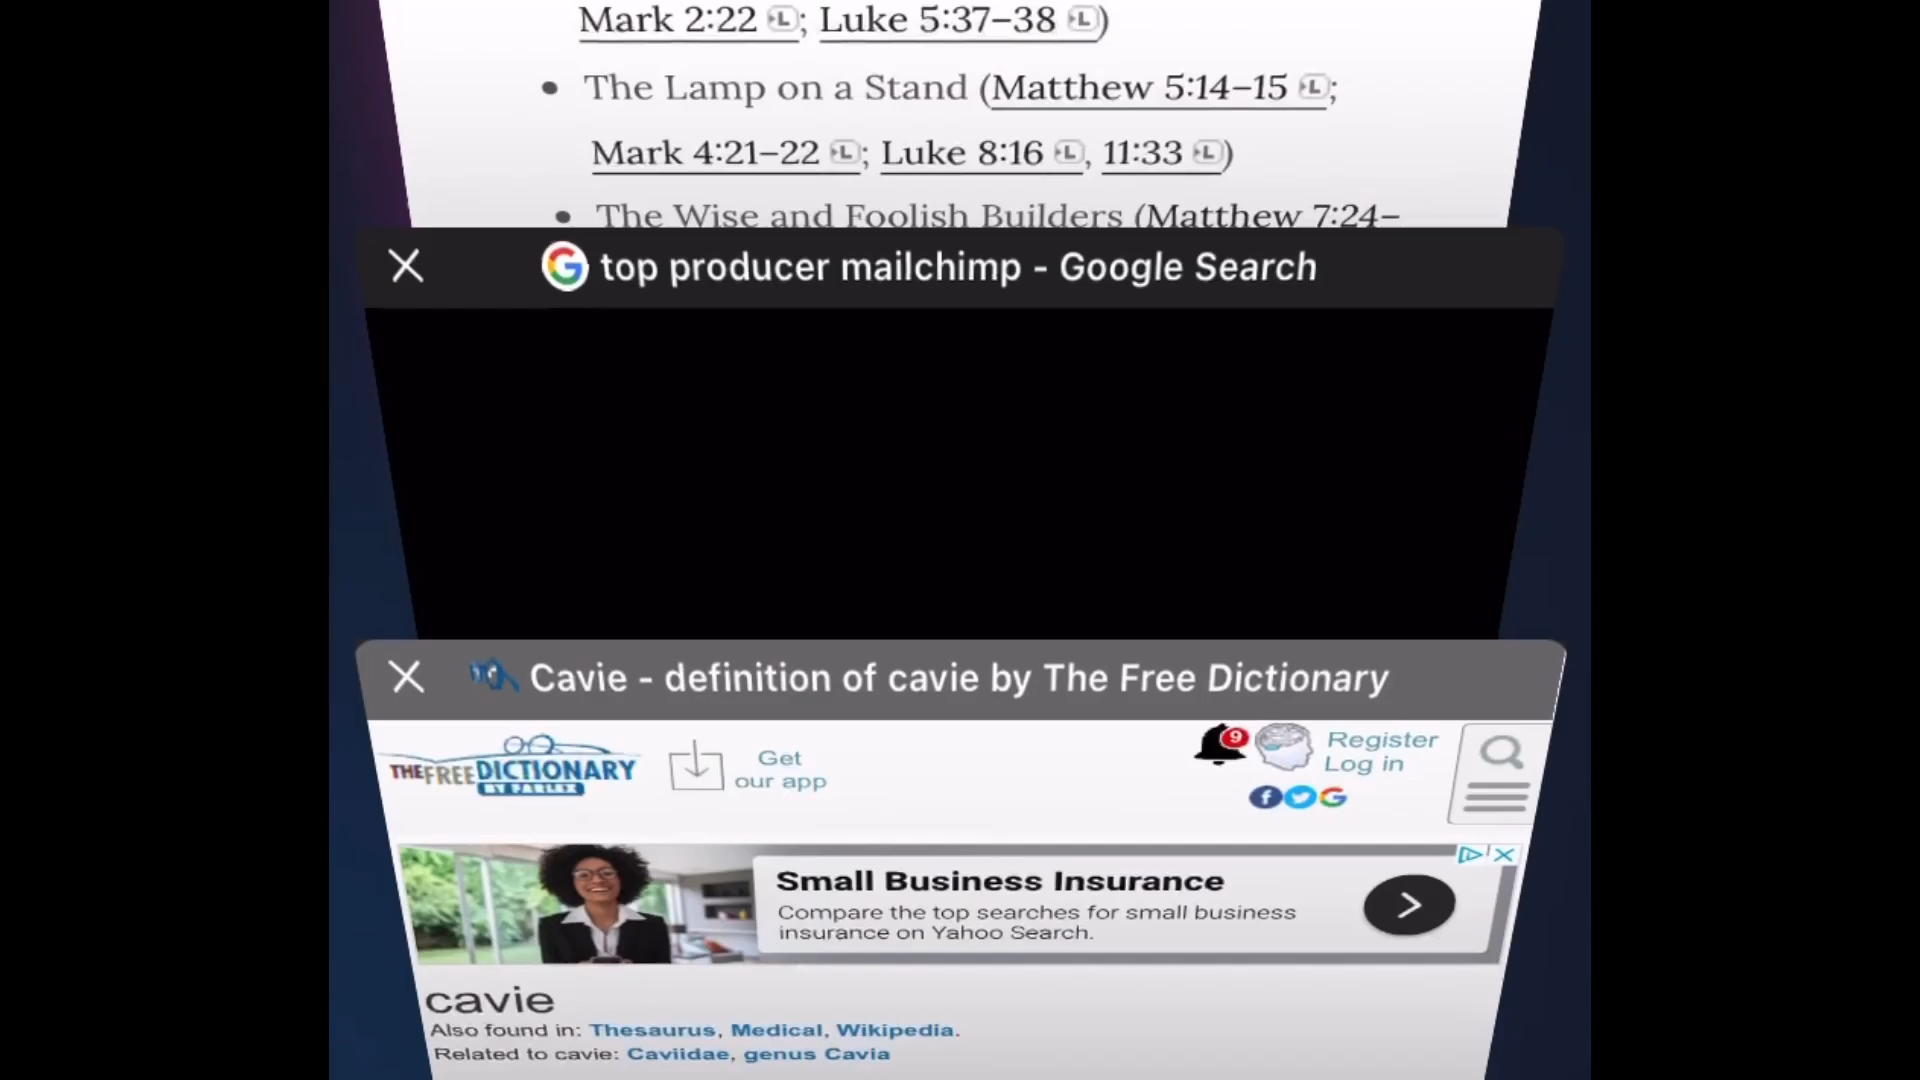 Mark 2:22 L; Luke 5:37–38 L)
• The Lamp on a Stand (Matthew 5:14–15 L;
Mark 4:21–22 L; Luke 8:16 L, 11:33 L)
• The Wise and Foolish Builders (Matthew 7:24–
top producer mailchimp - Google Search
Cavie - definition of cavie by The Free Dictionary
THE FREE DICTIONARY
BY FARLEX
Get
our app
9
Register
Log in
Small Business Insurance
Compare the top searches for small business
insurance on Yahoo Search.
cavie
Also found in: Thesaurus, Medical, Wikipedia.
Related to cavie: Caviidae, genus Cavia